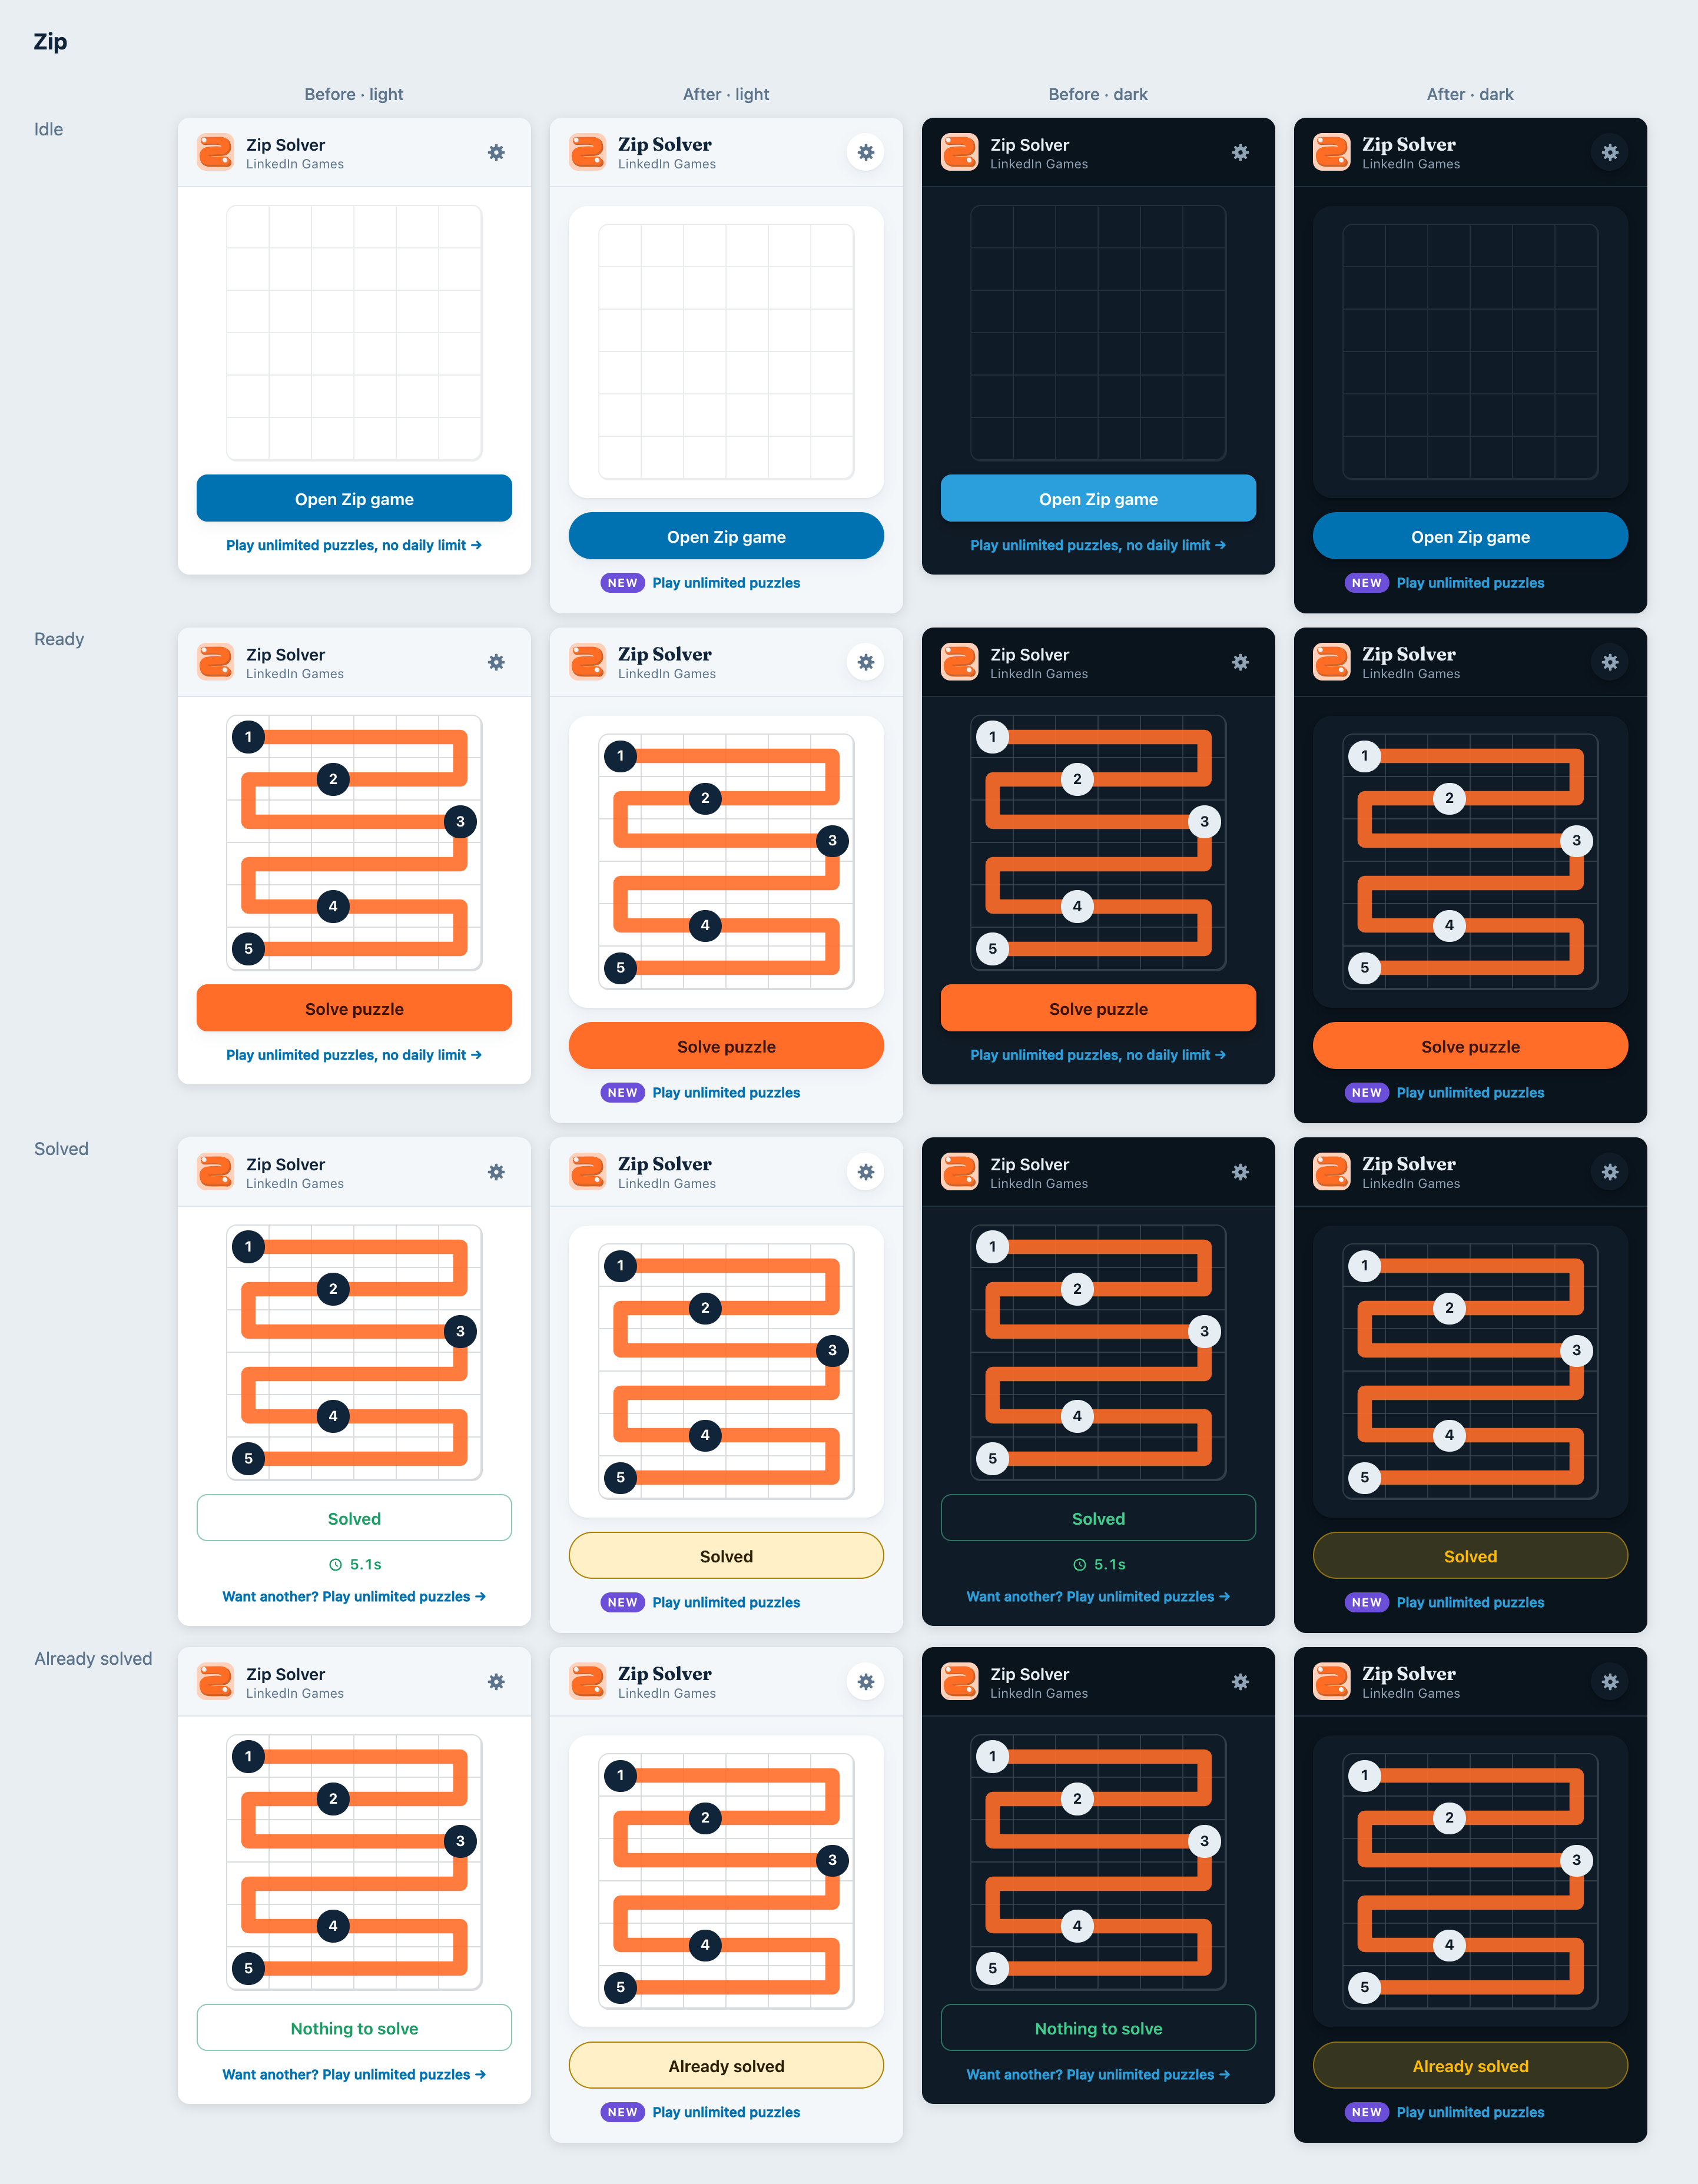 Zip
Before · light
After · light
Before · dark
After · dark
Idle
Zip Solver
LinkedIn Games
Open Zip game
Play unlimited puzzles, no daily limit →
Zip Solver
LinkedIn Games
Open Zip game
NEW Play unlimited puzzles
Zip Solver
LinkedIn Games
Open Zip game
Play unlimited puzzles, no daily limit →
Zip Solver
LinkedIn Games
Open Zip game
NEW Play unlimited puzzles
Ready
Zip Solver
LinkedIn Games
1
2
3
4
5
Solve puzzle
Play unlimited puzzles, no daily limit →
Zip Solver
LinkedIn Games
1
2
3
4
5
Solve puzzle
NEW Play unlimited puzzles
Zip Solver
LinkedIn Games
1
2
3
4
5
Solve puzzle
Play unlimited puzzles, no daily limit →
Zip Solver
LinkedIn Games
1
2
3
4
5
Solve puzzle
NEW Play unlimited puzzles
Solved
Zip Solver
LinkedIn Games
1
2
3
4
5
Solved
5.1s
Want another? Play unlimited puzzles →
Zip Solver
LinkedIn Games
1
2
3
4
5
Solved
NEW Play unlimited puzzles
Zip Solver
LinkedIn Games
1
2
3
4
5
Solved
5.1s
Want another? Play unlimited puzzles →
Zip Solver
LinkedIn Games
1
2
3
4
5
Solved
NEW Play unlimited puzzles
Already solved
Zip Solver
LinkedIn Games
1
2
3
4
5
Nothing to solve
Want another? Play unlimited puzzles →
Zip Solver
LinkedIn Games
1
2
3
4
5
Already solved
NEW Play unlimited puzzles
Zip Solver
LinkedIn Games
1
2
3
4
5
Nothing to solve
Want another? Play unlimited puzzles →
Zip Solver
LinkedIn Games
1
2
3
4
5
Already solved
NEW Play unlimited puzzles